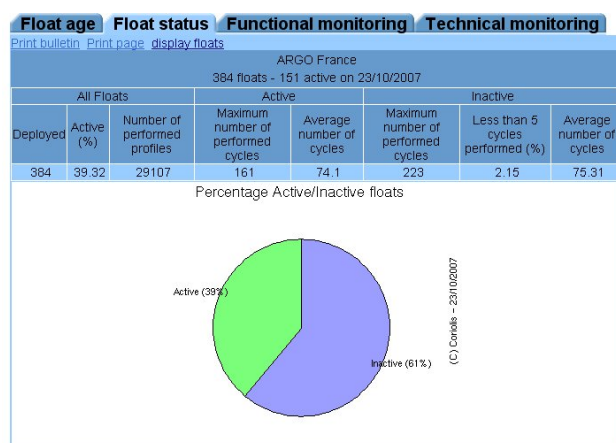 Float age Float status Functional monitoring Technical monitoring
Print bulletin Print page display floats
ARGO France
384 floats - 151 active on 23/10/2007
All Floats Active Inactive
Deployed Active (%) Number of performed profiles Maximum number of performed cycles Average number of cycles Maximum number of performed cycles Less than 5 cycles performed (%) Average number of cycles
384 39.32 29107 161 74.1 223 2.15 75.31
Percentage Active/Inactive floats
Active (39%)
Inactive (61%)
(C) Coriolis - 23/10/2007